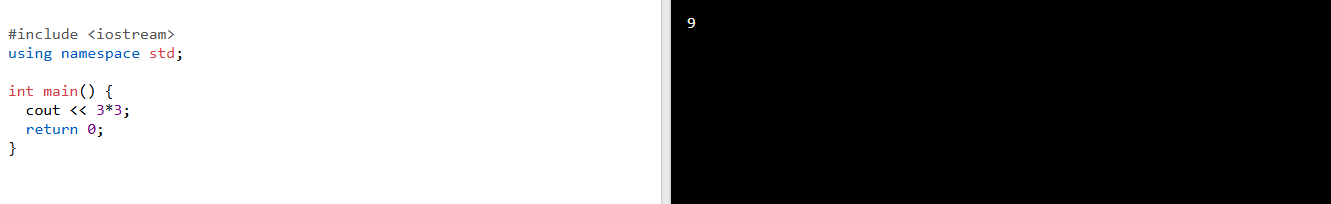 #include <iostream>
using namespace std;
int main() {
  cout << 3*3;
  return 0;
}
9